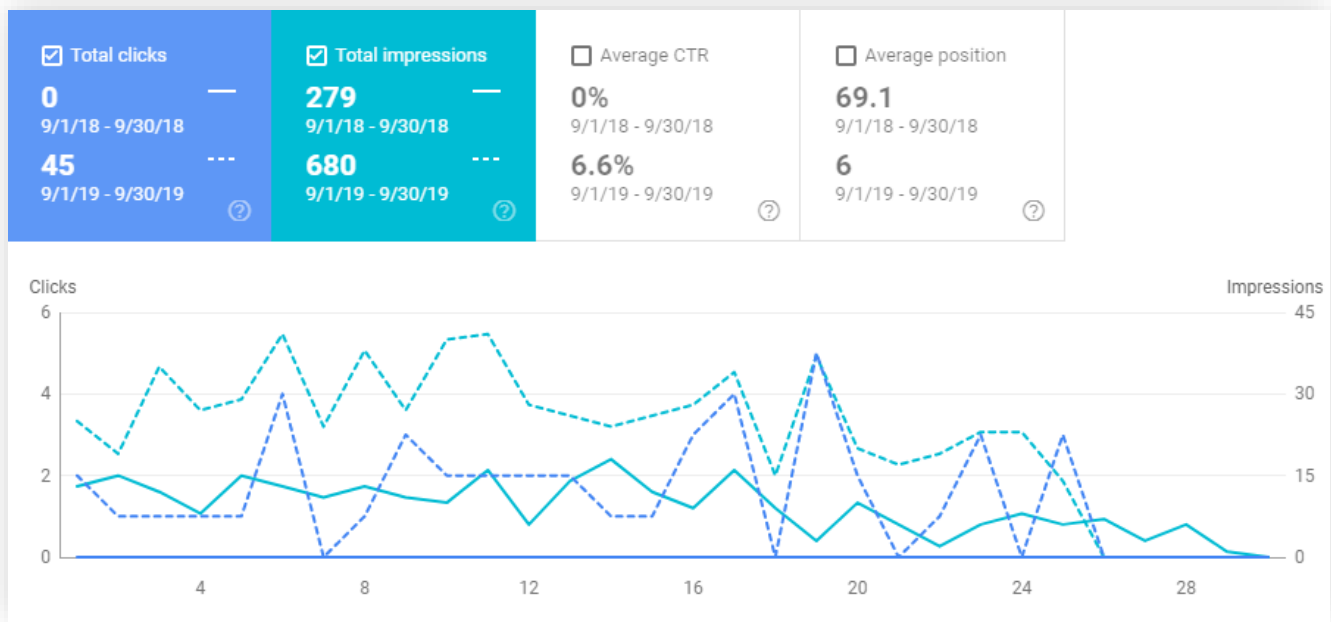 Total clicks
0
9/1/18 - 9/30/18
45
9/1/19 - 9/30/19
Total impressions
279
9/1/18 - 9/30/18
680
9/1/19 - 9/30/19
Average CTR
0%
9/1/18 - 9/30/18
6.6%
9/1/19 - 9/30/19
Average position
69.1
9/1/18 - 9/30/18
6
9/1/19 - 9/30/19
Clicks
Impressions
6
45
4
30
2
15
0
0
4 8 12 16 20 24 28